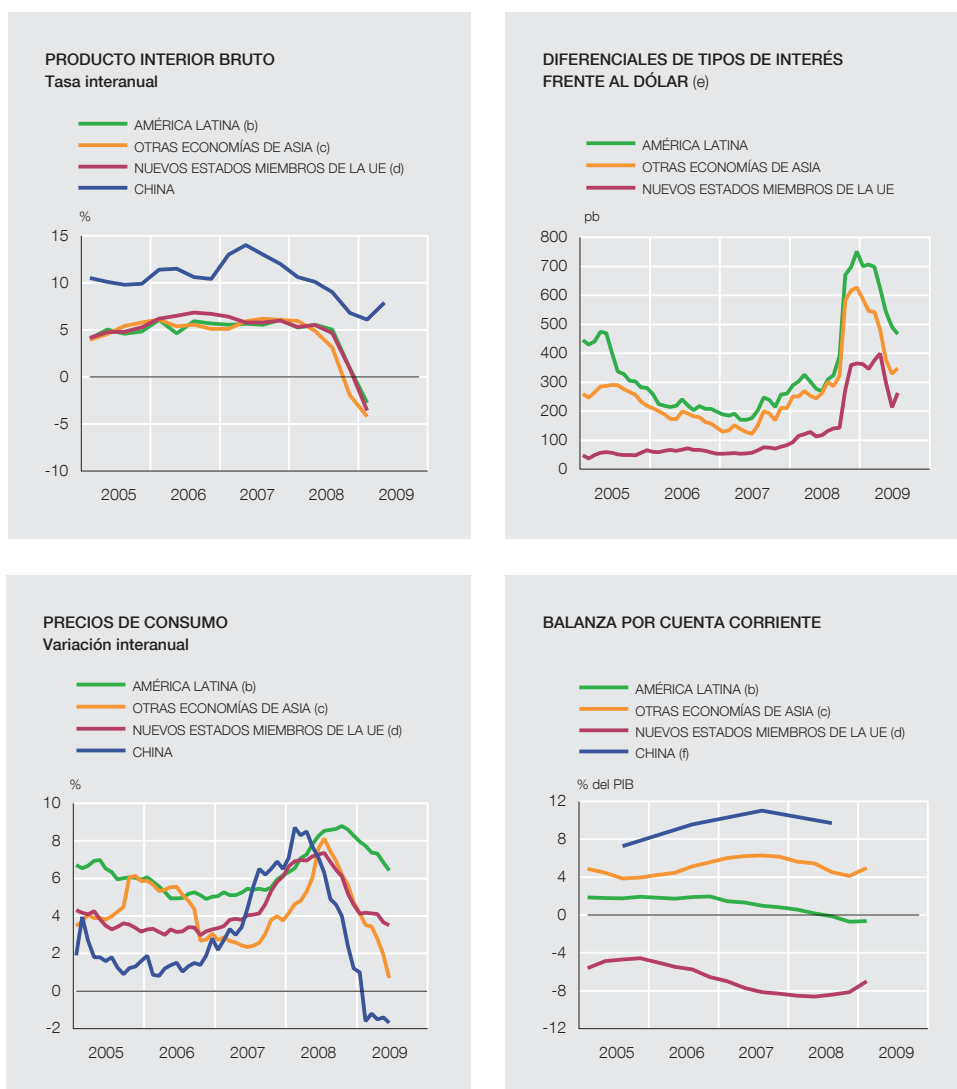 PRODUCTO INTERIOR BRUTO
Tasa interanual
AMÉRICA LATINA (b)
OTRAS ECONOMÍAS DE ASIA (c)
NUEVOS ESTADOS MIEMBROS DE LA UE (d)
CHINA
%
15
10
5
0
-5
-10
2005 2006 2007 2008 2009
DIFERENCIALES DE TIPOS DE INTERÉS
FRENTE AL DÓLAR (e)
AMÉRICA LATINA
OTRAS ECONOMÍAS DE ASIA
NUEVOS ESTADOS MIEMBROS DE LA UE
pb
800
700
600
500
400
300
200
100
0
2005 2006 2007 2008 2009
PRECIOS DE CONSUMO
Variación interanual
AMÉRICA LATINA (b)
OTRAS ECONOMÍAS DE ASIA (c)
NUEVOS ESTADOS MIEMBROS DE LA UE (d)
CHINA
%
10
8
6
4
2
0
-2
2005 2006 2007 2008 2009
BALANZA POR CUENTA CORRIENTE
AMÉRICA LATINA (b)
OTRAS ECONOMÍAS DE ASIA (c)
NUEVOS ESTADOS MIEMBROS DE LA UE (d)
CHINA (f)
% del PIB
12
8
4
0
-4
-8
-12
2005 2006 2007 2008 2009